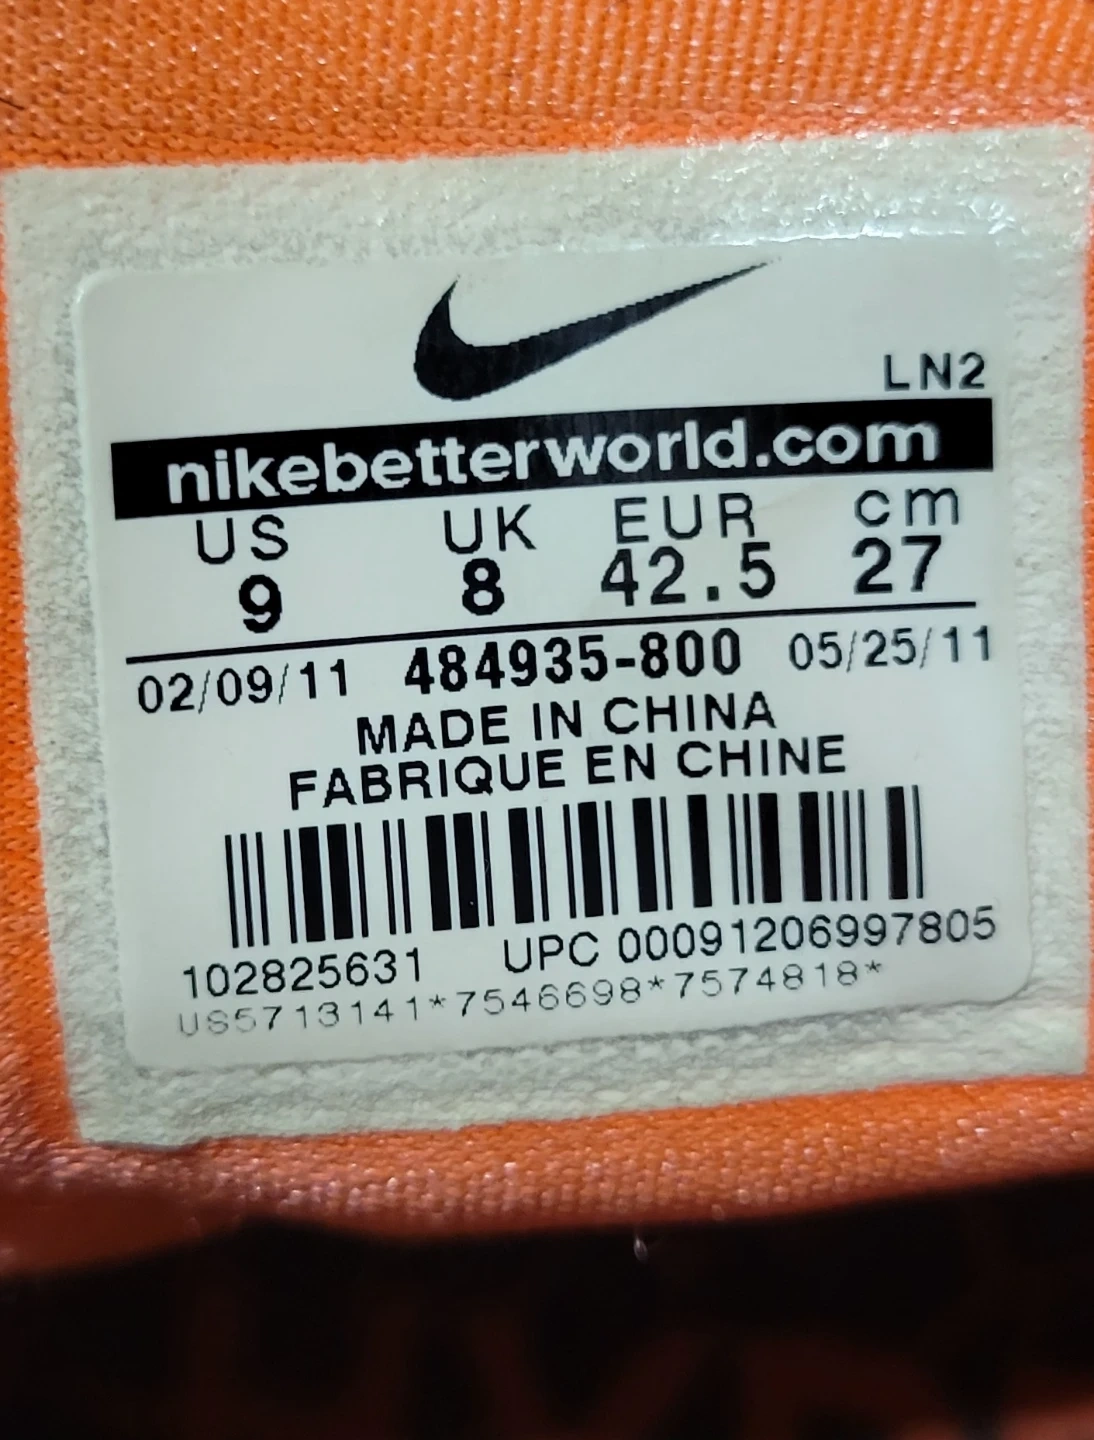 LN2
nikebetterworld.com
US UK EUR cm
9 8 42.5 27
02/09/11 484935-800 05/25/11
MADE IN CHINA
FABRIQUE EN CHINE
102825631 UPC 00091206997805
US5713141*7546698*7574818*